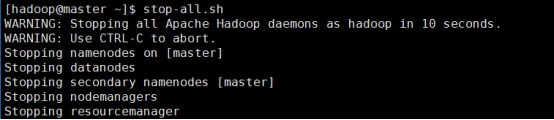 [hadoop@master ~]$ stop-all.sh
WARNING: Stopping all Apache Hadoop daemons as hadoop in 10 seconds.
WARNING: Use CTRL-C to abort.
Stopping namenodes on [master]
Stopping datanodes
Stopping secondary namenodes [master]
Stopping nodemanagers
Stopping resourcemanager